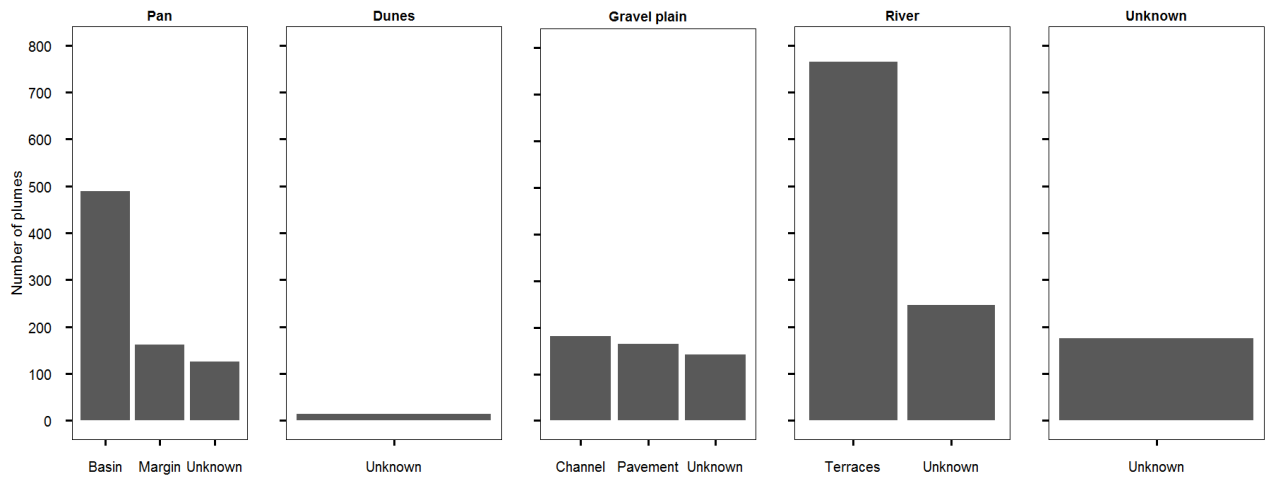 Pan
Dunes
Gravel plain
River
Unknown
Number of plumes
800
700
600
500
400
300
200
100
0
Basin Margin Unknown
Unknown
Channel Pavement Unknown
Terraces Unknown
Unknown